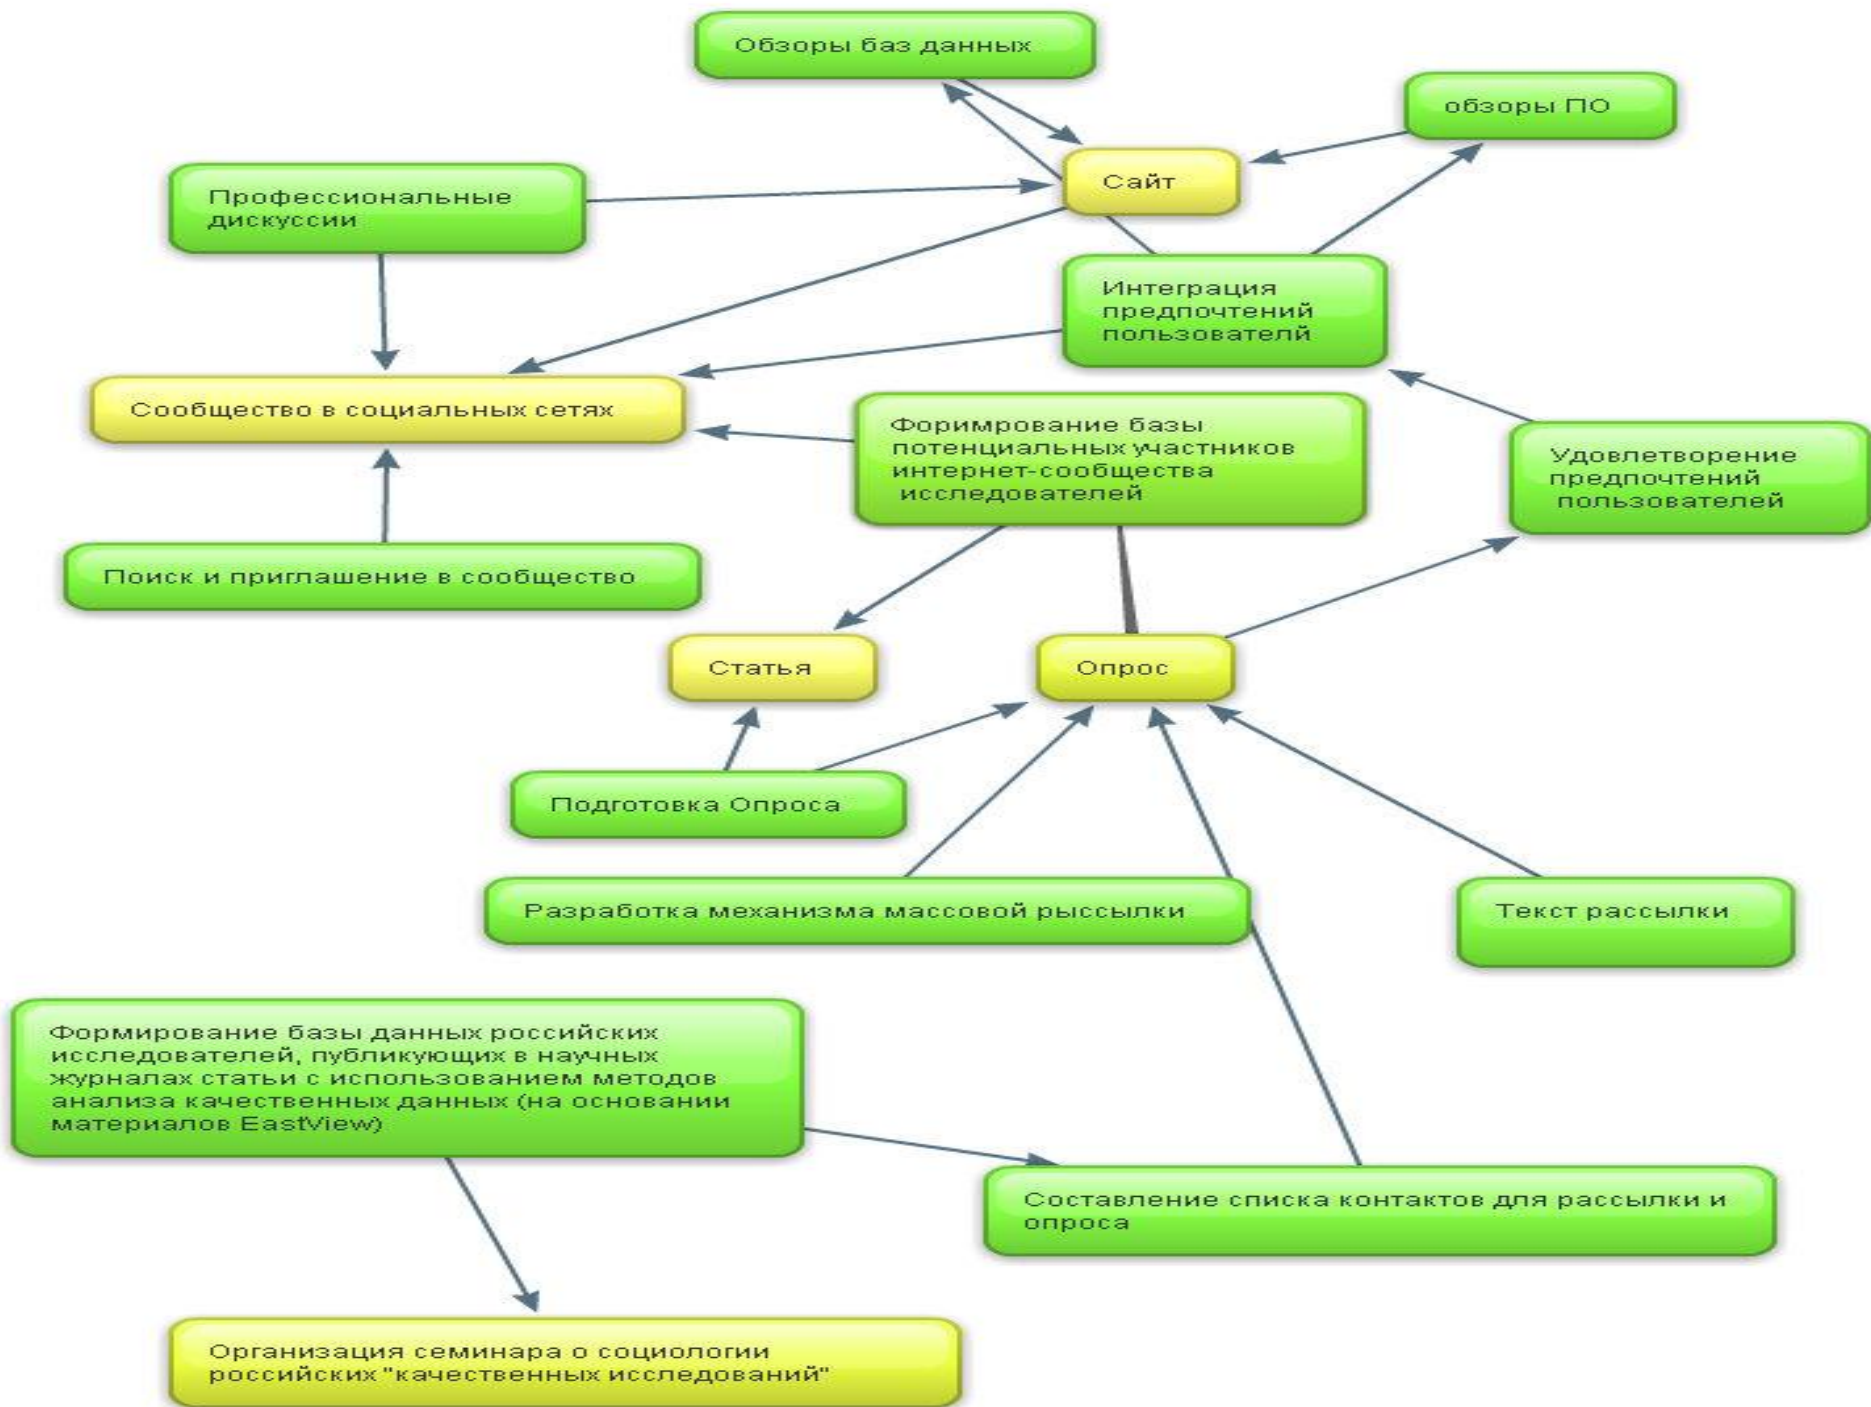 Обзоры баз данных
обзоры ПО
Сайт
Профессиональные
дискуссии
Интеграция
предпочтений
пользователй
Сообщество в социальных сетях
Форимрование базы
потенциальных участников
интернет-сообщества
исследователей
Удовлетворение
предпочтений
пользователей
Поиск и приглашение в сообщество
Статья
Опрос
Подготовка Опроса
Разработка механизма массовой рыссылки
Текст рассылки
Формирование базы данных российских
исследователей, публикующих в научных
журналах статьи с использованием методов
анализа качественных данных (на основании
материалов EastView)
Составление списка контактов для рассылки и
опроса
Организация семинара о социологии
российских "качественных исследований"